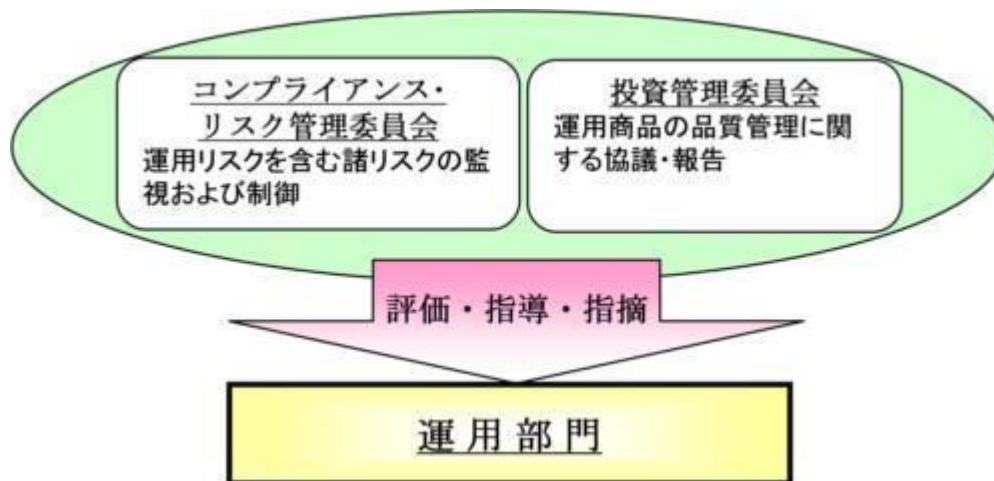 コンプライアンス・
リスク管理委員会
運用リスクを含む諸リスクの監
視および制御
投資管理委員会
運用商品の品質管理に関
する協議・報告
評価・指導・指摘
運用部門